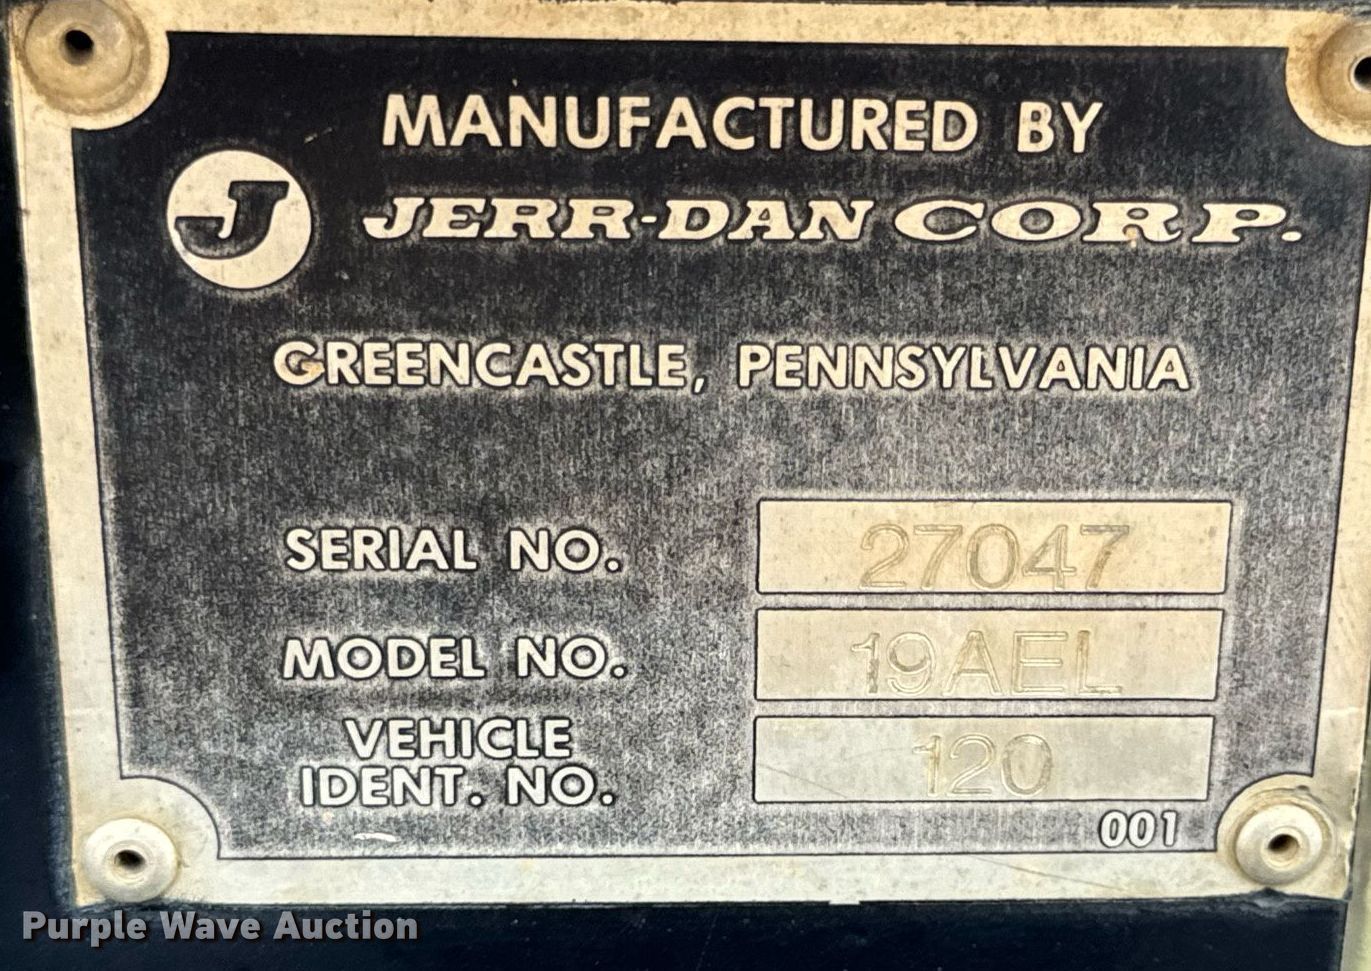 MANUFACTURED BY
J JERR-DAN CORP.
GREENCASTLE, PENNSYLVANIA
SERIAL NO. 27047
MODEL NO. 19AEL
VEHICLE
IDENT. NO. 120
001
Purple Wave Auction